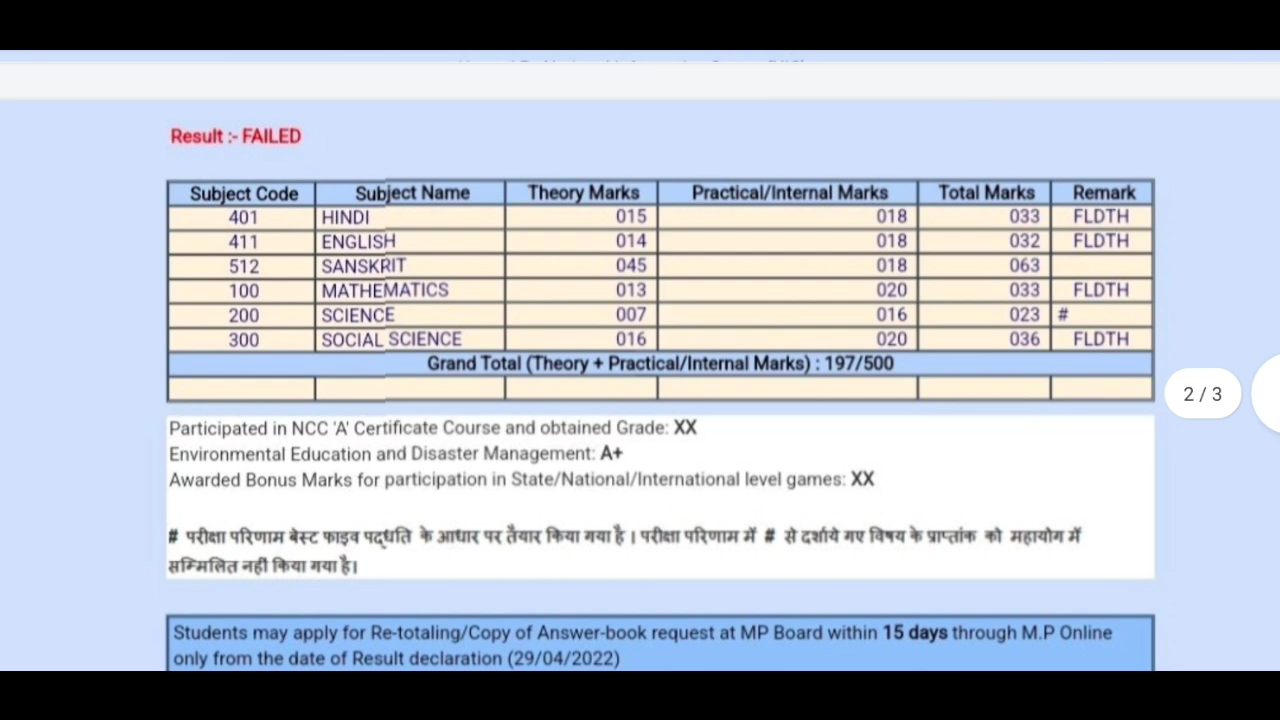 Result :- FAILED
Subject Code Subject Name Theory Marks Practical/Internal Marks Total Marks Remark
401 HINDI 015 018 033 FLDTH
411 ENGLISH 014 018 032 FLDTH
512 SANSKRIT 045 018 063
100 MATHEMATICS 013 020 033 FLDTH
200 SCIENCE 007 016 023 #
300 SOCIAL SCIENCE 016 020 036 FLDTH
Grand Total (Theory + Practical/Internal Marks) : 197/500
2 / 3
Participated in NCC 'A' Certificate Course and obtained Grade: XX
Environmental Education and Disaster Management: A+
Awarded Bonus Marks for participation in State/National/International level games: XX
# परीक्षा परिणाम बेस्ट फाइव पद्धति के आधार पर तैयार किया गया है । परीक्षा परिणाम में # से दर्शाये गए विषय के प्राप्तांक को महायोग में
सम्मिलित नहीं किया गया है।
Students may apply for Re-totaling/Copy of Answer-book request at MP Board within 15 days through M.P Online
only from the date of Result declaration (29/04/2022)